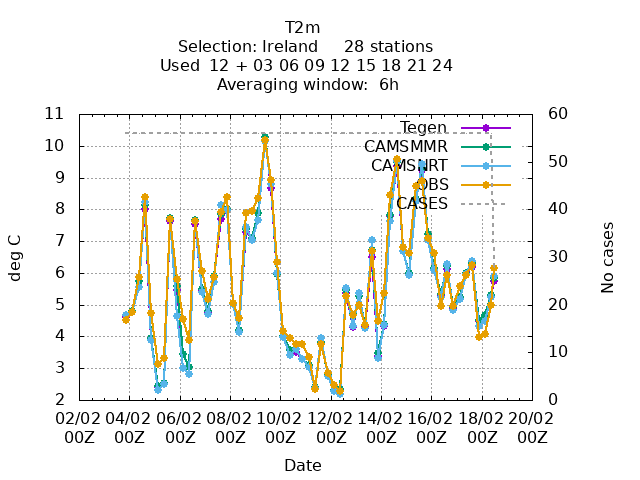 T2m
Selection: Ireland     28 stations
Used  12 + 03 06 09 12 15 18 21 24
Averaging window:  6h
deg C
11
10
9
8
7
6
5
4
3
2
Tegen
CAMSMMR
CAMSNRT
OBS
CASES
60
50
40
30
20
10
0
No cases
02/02 04/02 06/02 08/02 10/02 12/02 14/02 16/02 18/02 20/02
00Z 00Z 00Z 00Z 00Z 00Z 00Z 00Z 00Z 00Z
Date